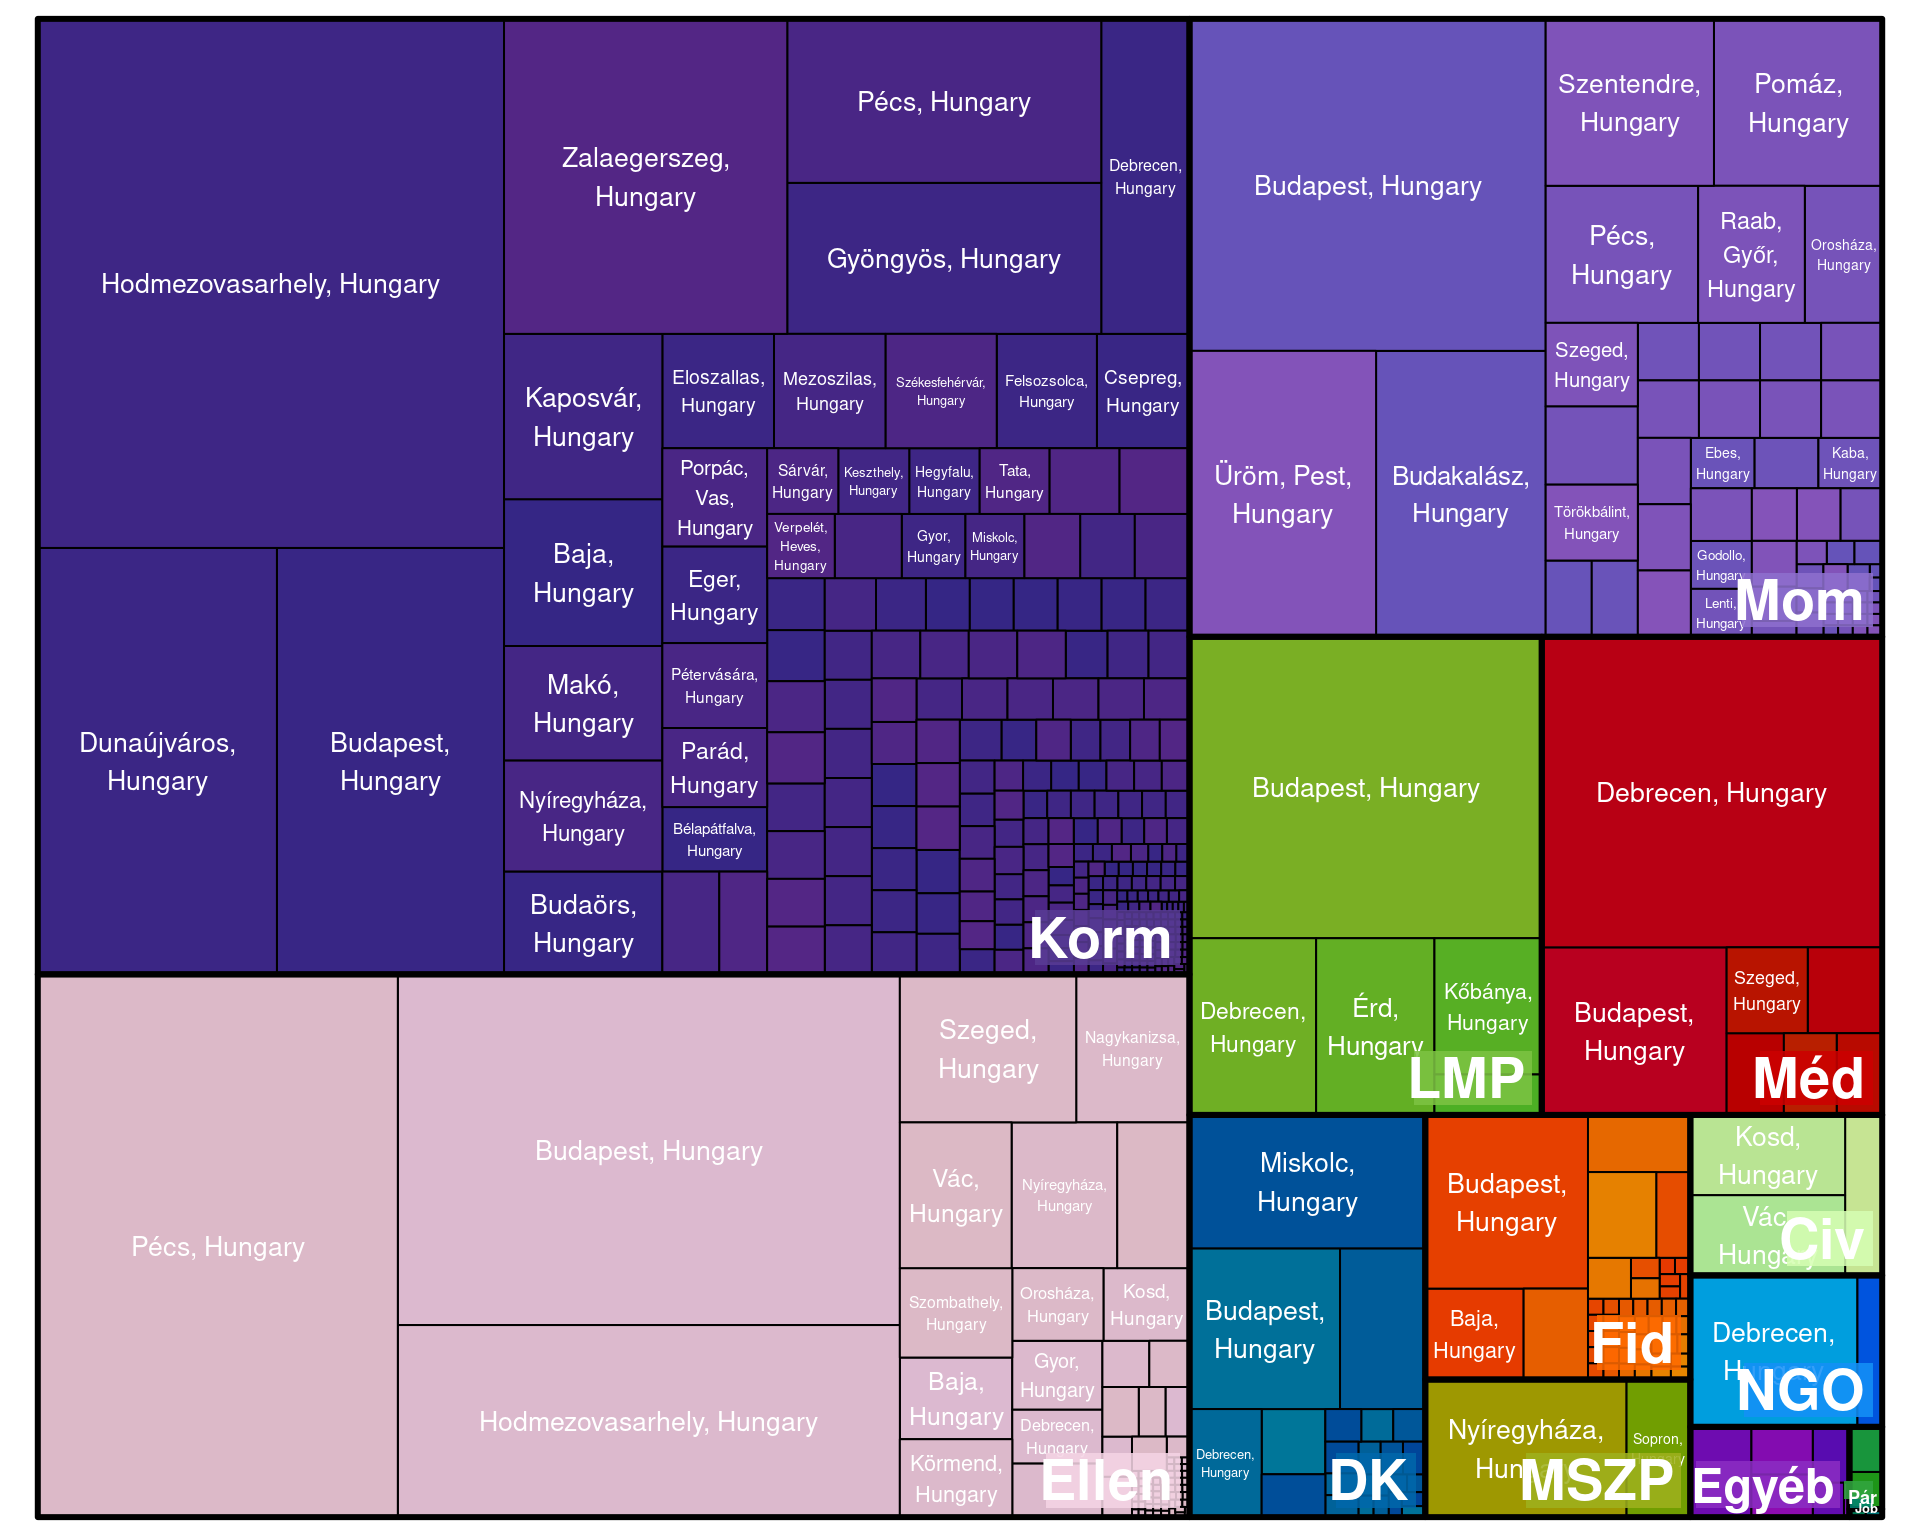 Hodmezovasarhely, Hungary
Dunaújváros,
Hungary
Budapest,
Hungary
Zalaegerszeg,
Hungary
Pécs, Hungary
Gyöngyös, Hungary
Debrecen,
Hungary
Kaposvár,
Hungary
Baja,
Hungary
Makó,
Hungary
Nyíregyháza,
Hungary
Budaörs,
Hungary
Eloszallas,
Hungary
Mezoszilas,
Hungary
Székesfehérvár,
Hungary
Felsozsolca,
Hungary
Csepreg,
Hungary
Porpác,
Vas,
Hungary
Eger,
Hungary
Pétervására,
Hungary
Parád,
Hungary
Bélapátfalva,
Hungary
Sárvár,
Hungary
Keszthely,
Hungary
Hegyfalu,
Hungary
Tata,
Hungary
Verpelét,
Heves,
Hungary
Gyor,
Hungary
Miskolc,
Hungary
Korm
Budapest, Hungary
Üröm, Pest,
Hungary
Budakalász,
Hungary
Szentendre,
Hungary
Pomáz,
Hungary
Pécs,
Hungary
Raab,
Győr,
Hungary
Orosháza,
Hungary
Szeged,
Hungary
Törökbálint,
Hungary
Ebes,
Hungary
Kaba,
Hungary
Godollo,
Hungary
Lenti,
Hungary
Mom
Budapest, Hungary
Debrecen,
Hungary
Érd,
Hungary
Kőbánya,
Hungary
LMP
Debrecen, Hungary
Budapest,
Hungary
Szeged,
Hungary
Méd
Pécs, Hungary
Budapest, Hungary
Hodmezovasarhely, Hungary
Szeged,
Hungary
Nagykanizsa,
Hungary
Vác,
Hungary
Nyíregyháza,
Hungary
Szombathely,
Hungary
Orosháza,
Hungary
Kosd,
Hungary
Baja,
Hungary
Gyor,
Hungary
Debrecen,
Hungary
Körmend,
Hungary
Ellen
Miskolc,
Hungary
Budapest,
Hungary
Debrecen,
Hungary
DK
Budapest,
Hungary
Baja,
Hungary
Fid
Nyíregyháza,
Hungary
Sopron,
Hungary
MSZP
Kosd,
Hungary
Vác,
Hungary
Civ
Debrecen,
Hungary
NGO
Egyéb
Pár
Job